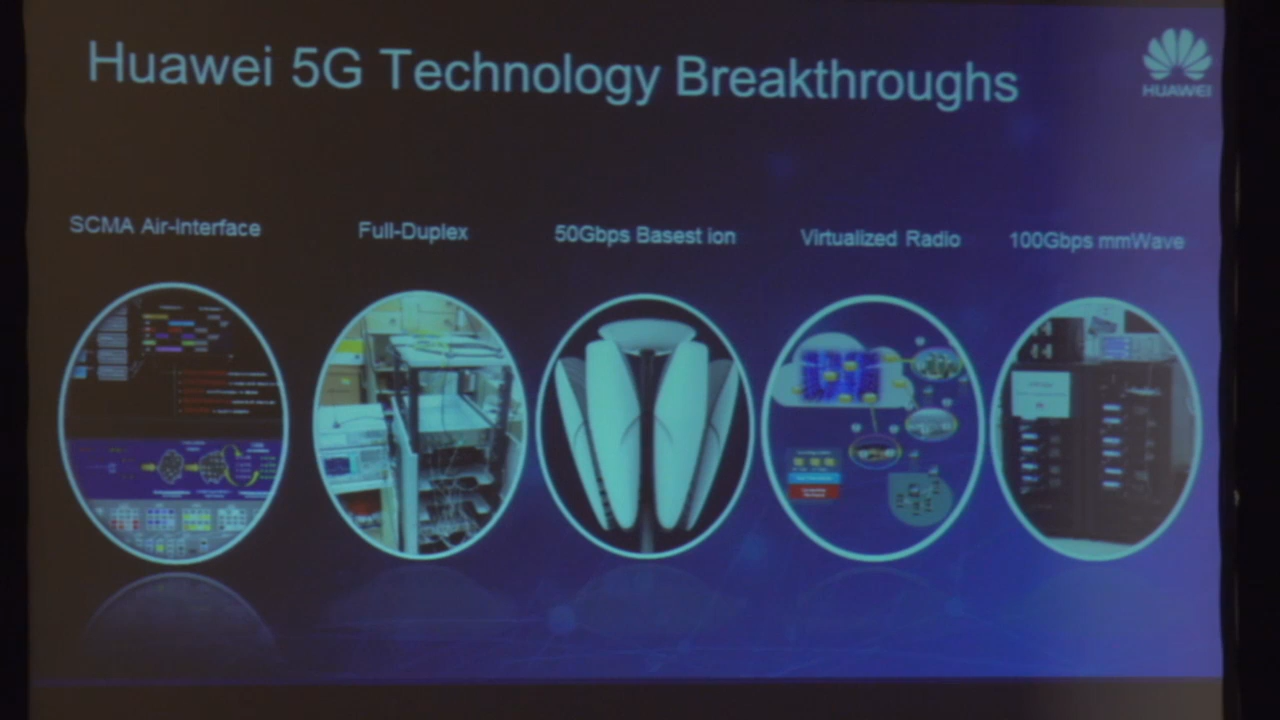 Huawei 5G Technology Breakthroughs
HUAWEI
SCMA Air-Interface
Full-Duplex
50Gbps Basest ion
Virtualized Radio
100Gbps mmWave